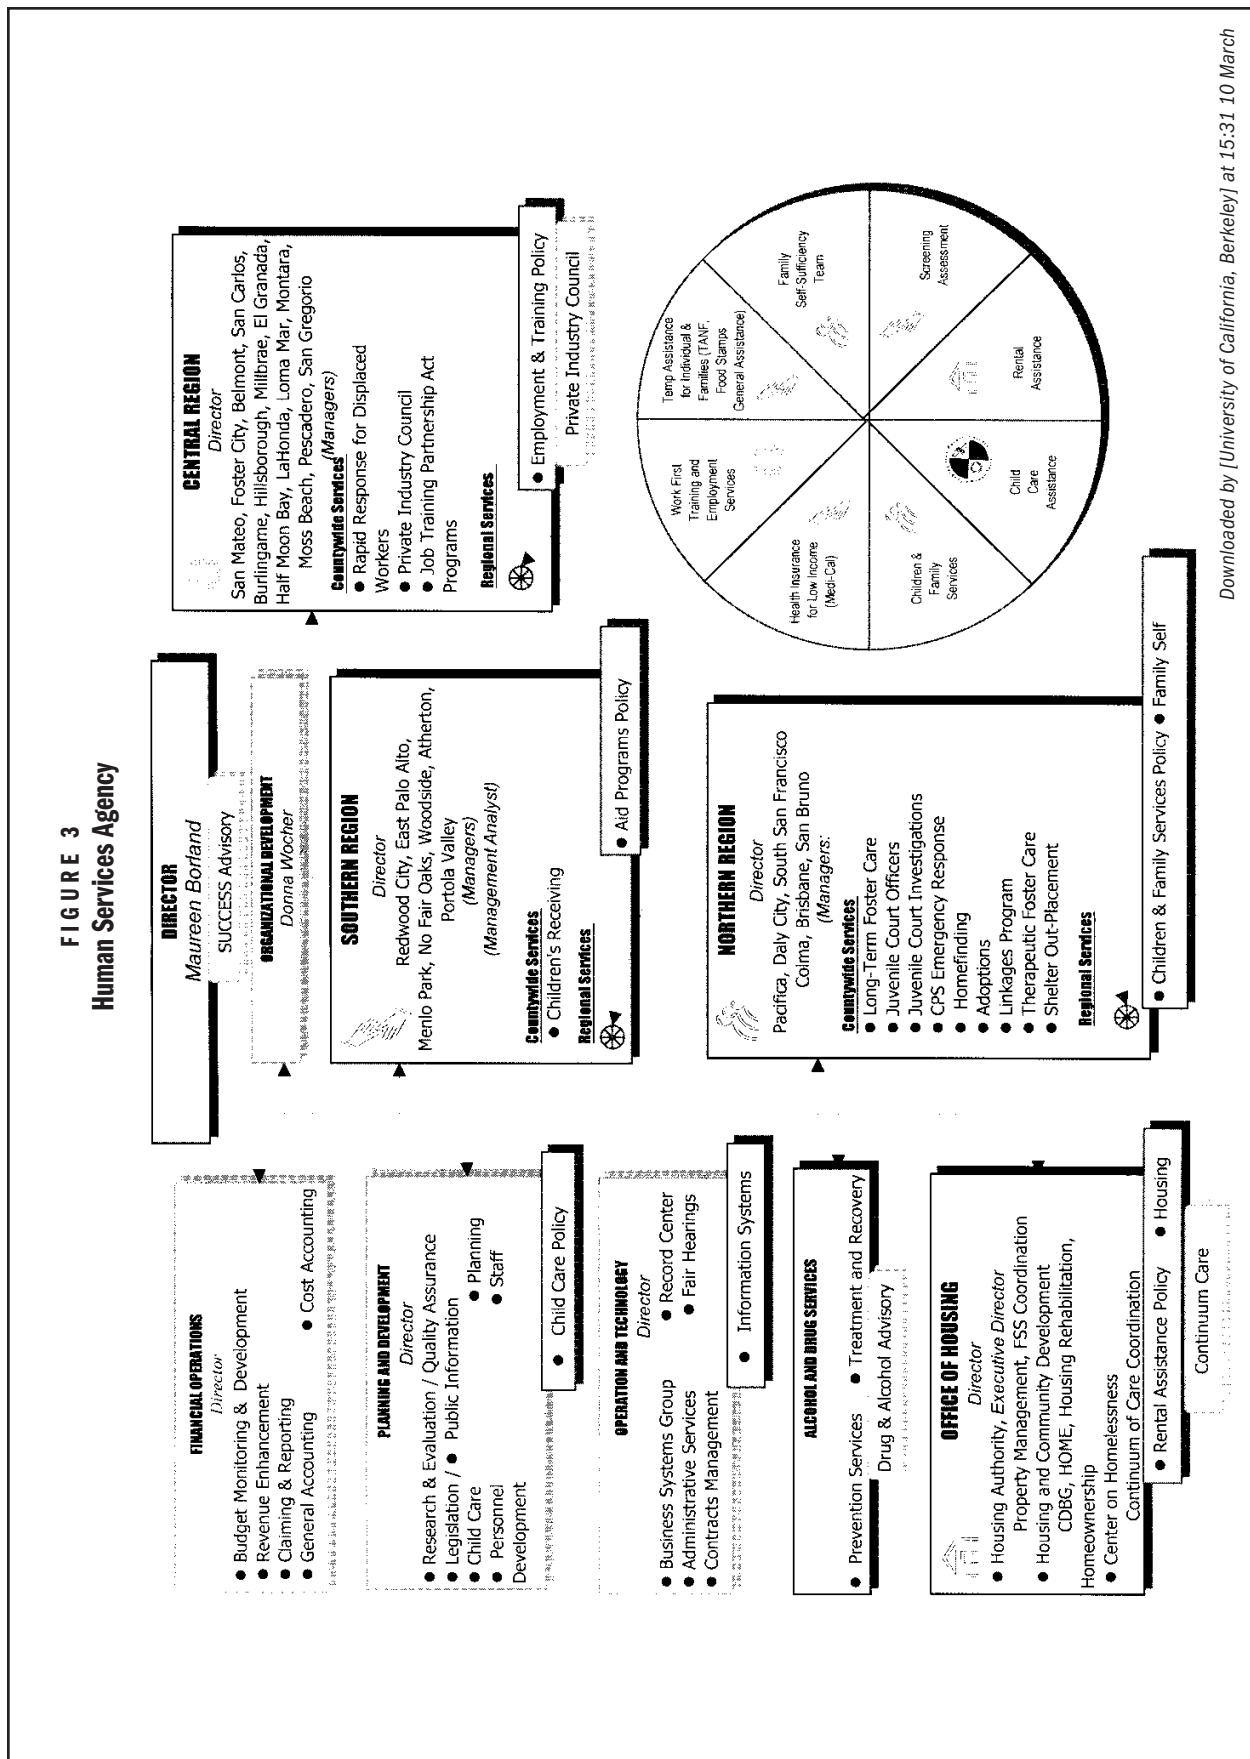 FIGURE 3
Human Services Agency
DIRECTOR
Maureen Borland
SUCCESS Advisory
ORGANIZATIONAL DEVELOPMENT
Donna Wocher
FINANCIAL OPERATIONS
Director
● Budget Monitoring & Development
● Revenue Enhancement
● Claiming & Reporting
● General Accounting ● Cost Accounting
PLANNING AND DEVELOPMENT
Director
● Research & Evaluation / Quality Assurance
● Legislation / ● Public Information
● Child Care ● Planning
● Personnel ● Staff
Development
● Child Care Policy
OPERATION AND TECHNOLOGY
Director
● Business Systems Group ● Record Center
● Administrative Services ● Fair Hearings
● Contracts Management
● Information Systems
ALCOHOL AND DRUG SERVICES
● Prevention Services ● Treatment and Recovery
Drug & Alcohol Advisory
OFFICE OF HOUSING
Director
● Housing Authority, Executive Director
Property Management, FSS Coordination
● Housing and Community Development
CDBG, HOME, Housing Rehabilitation,
Homeownership
● Center on Homelessness
Continuum of Care Coordination
● Rental Assistance Policy ● Housing
Continuum Care
SOUTHERN REGION
Director
Redwood City, East Palo Alto,
Menlo Park, No Fair Oaks, Woodside, Atherton,
Portola Valley
(Managers)
(Management Analyst)
Countywide Services
● Children's Receiving
Regional Services
● Aid Programs Policy
NORTHERN REGION
Director
Pacifica, Daly City, South San Francisco
Colma, Brisbane, San Bruno
(Managers:
Countywide Services
● Long-Term Foster Care
● Juvenile Court Officers
● Juvenile Court Investigations
● CPS Emergency Response
● Homefinding
● Adoptions
● Linkages Program
● Therapeutic Foster Care
● Shelter Out-Placement
Regional Services
● Children & Family Services Policy ● Family Self
CENTRAL REGION
Director
San Mateo, Foster City, Belmont, San Carlos,
Burlingame, Hillsborough, Millbrae, El Granada,
Half Moon Bay, LaHonda, Loma Mar, Montara,
Moss Beach, Pescadero, San Gregorio
(Managers)
Countywide Services
● Rapid Response for Displaced
Workers
● Private Industry Council
● Job Training Partnership Act
Programs
Regional Services
● Employment & Training Policy
Private Industry Council
Work First
Training and
Employment
Services
Temp Assistance
for Individual &
Families (TANF,
Food Stamps
General Assistance)
Family
Self-Sufficiency
Team
Screening
Assessment
Rental
Assistance
Child
Care
Assistance
Children &
Family
Services
Health Insurance
for Low Income
(Medi-Cal)
Downloaded by [University of California, Berkeley] at 15:31 10 March